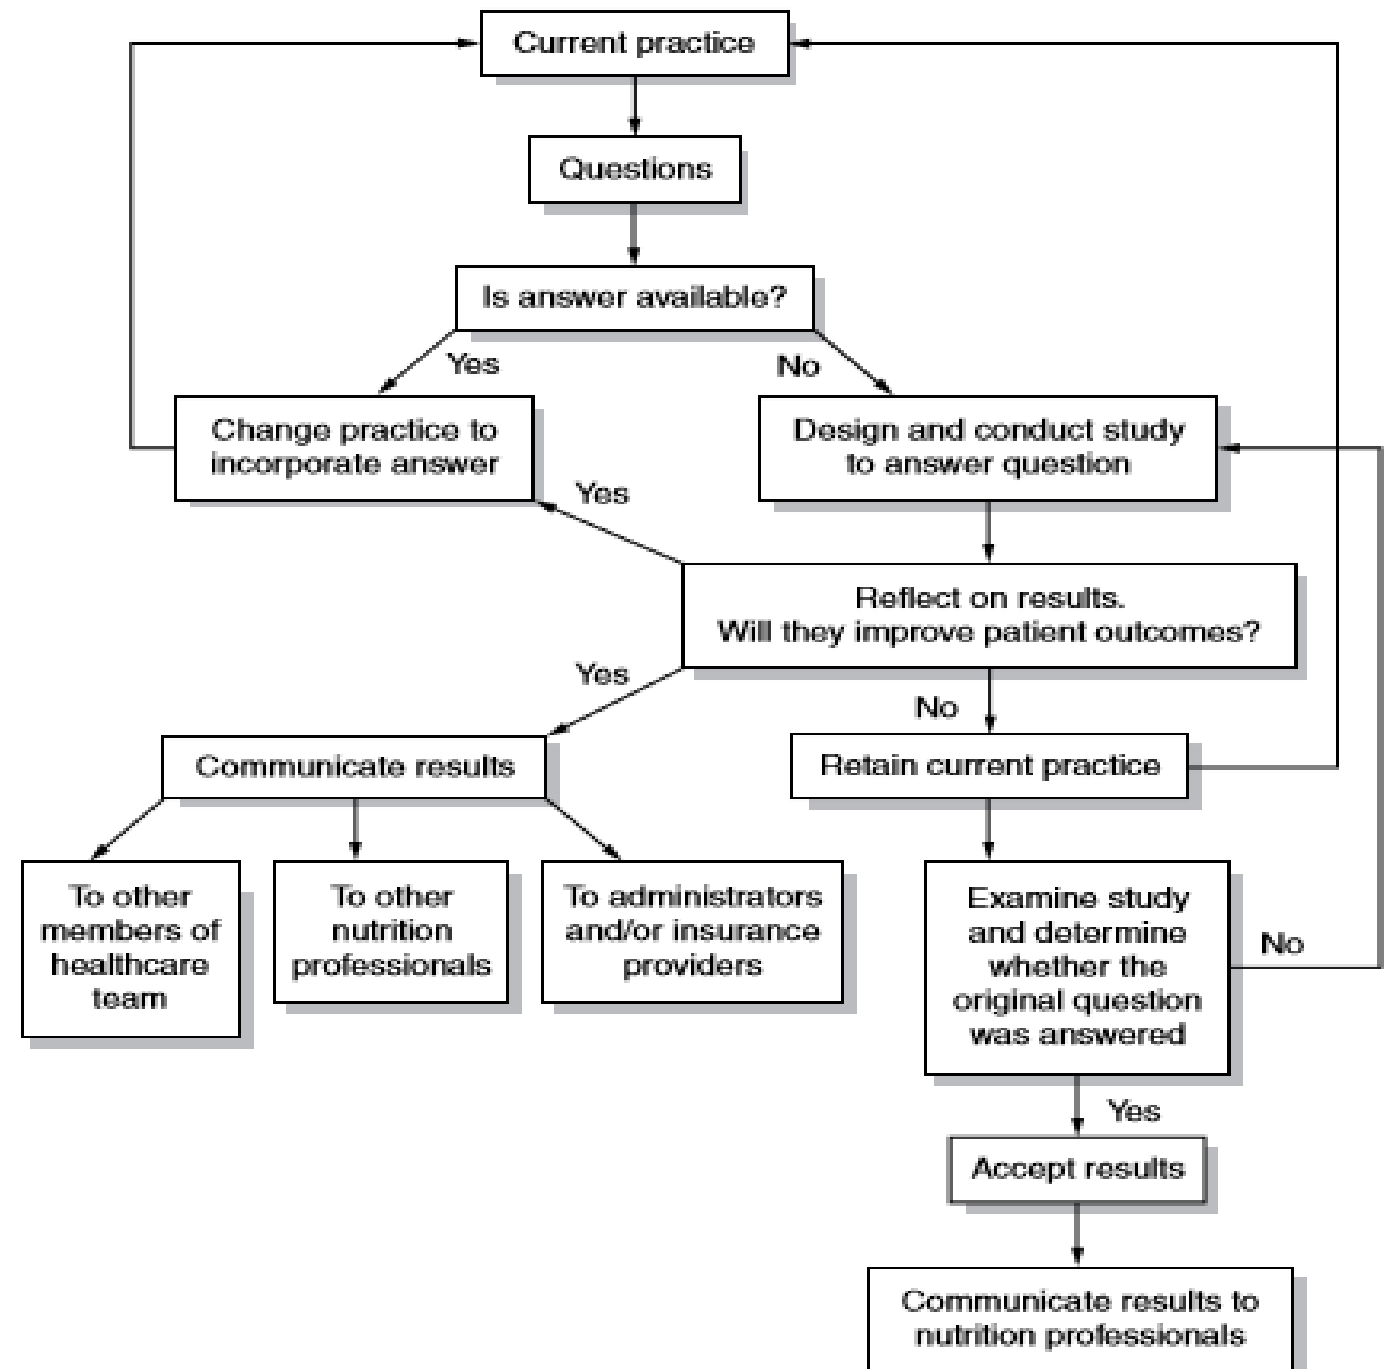 Current practice
Questions
Is answer available?
Yes
No
Change practice to
incorporate answer
Design and conduct study
to answer question
Yes
Reflect on results.
Will they improve patient outcomes?
Yes
No
Communicate results
Retain current practice
To other
members of
healthcare
team
To other
nutrition
professionals
To administrators
and/or insurance
providers
Examine study
and determine
whether the
original question
was answered
No
Yes
Accept results
Communicate results to
nutrition professionals